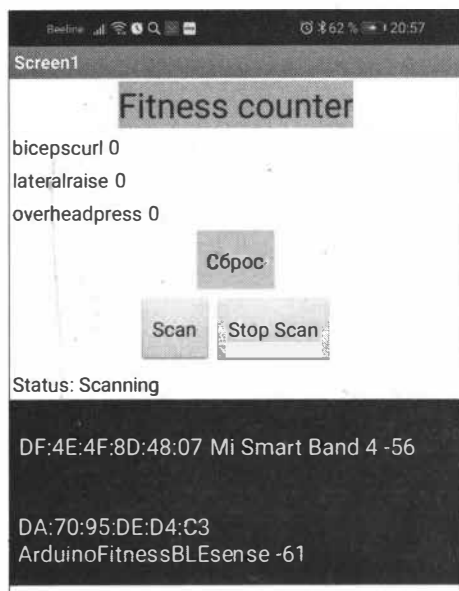 Beeline
62 % 20:57
Screen1
Fitness counter
bicepscurl 0
lateralraise 0
overheadpress 0
Сброс
Scan Stop Scan
Status: Scanning
DF:4E:4F:8D:48:07 Mi Smart Band 4 -56
DA:70:95:DE:D4:C3
ArduinoFitnessBLEsense -61